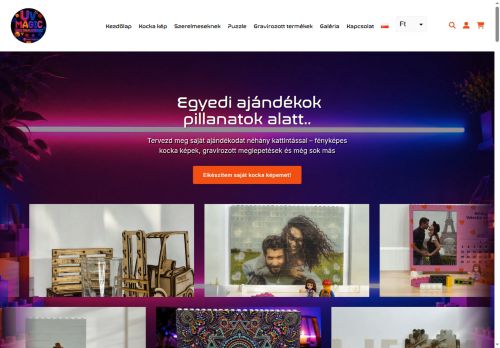 UV
MAGIC
Kezdőlap Kocka kép Szerelmeseknek Puzzle Gravírozott termékek Galéria Kapcsolat Ft
Egyedi ajándékok
pillanatok alatt..
Tervezd meg saját ajándékodat néhány kattintással – fényképes
kocka képek, gravírozott meglepetések és még sok más
Elkészítem saját kocka képemet!